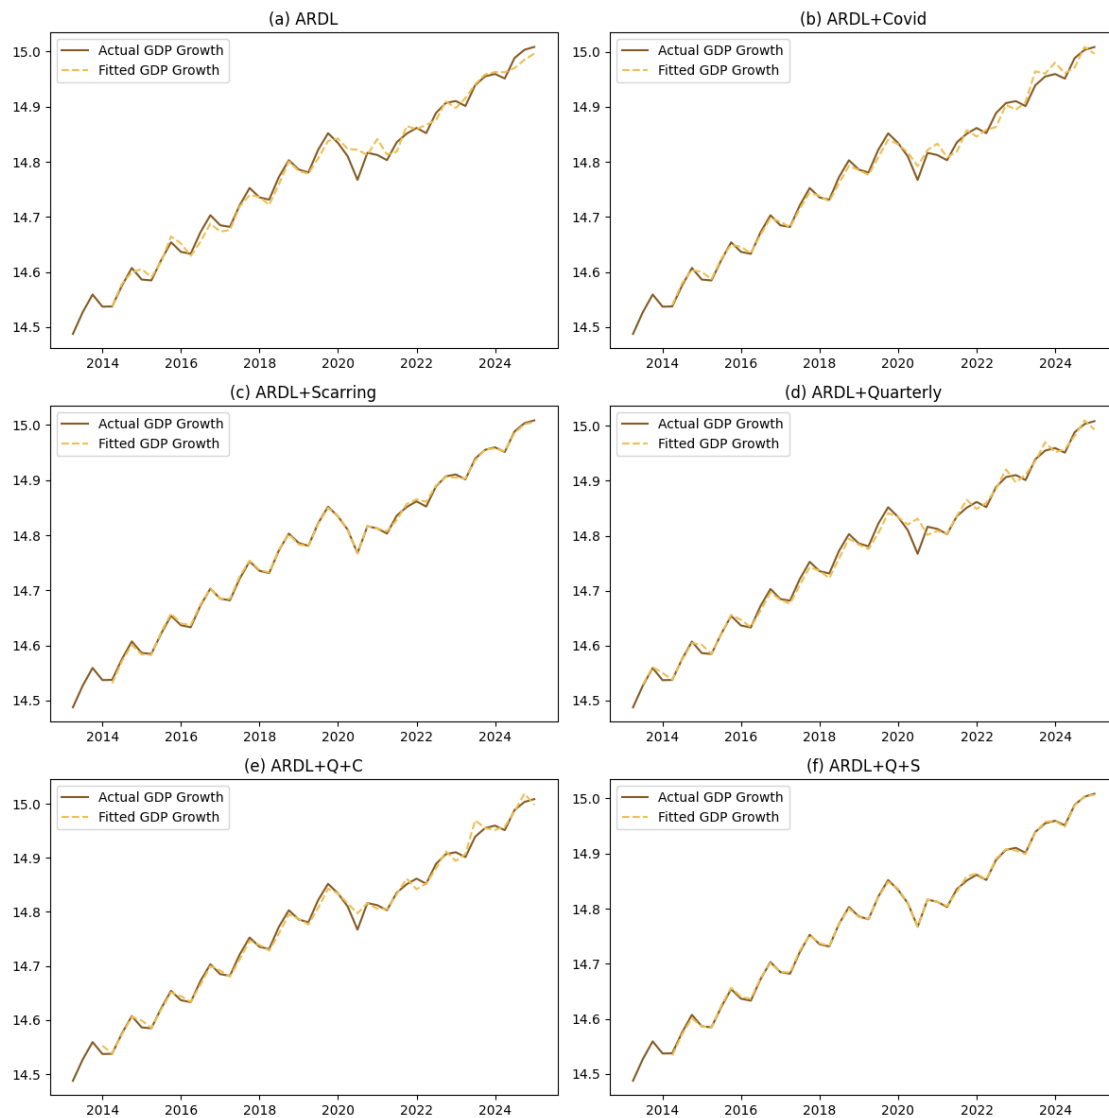 (a) ARDL
Actual GDP Growth
Fitted GDP Growth
15.0
14.9
14.8
14.7
14.6
14.5
2014 2016 2018 2020 2022 2024
(b) ARDL+Covid
Actual GDP Growth
Fitted GDP Growth
15.0
14.9
14.8
14.7
14.6
14.5
2014 2016 2018 2020 2022 2024
(c) ARDL+Scarring
Actual GDP Growth
Fitted GDP Growth
15.0
14.9
14.8
14.7
14.6
14.5
2014 2016 2018 2020 2022 2024
(d) ARDL+Quarterly
Actual GDP Growth
Fitted GDP Growth
15.0
14.9
14.8
14.7
14.6
14.5
2014 2016 2018 2020 2022 2024
(e) ARDL+Q+C
Actual GDP Growth
Fitted GDP Growth
15.0
14.9
14.8
14.7
14.6
14.5
2014 2016 2018 2020 2022 2024
(f) ARDL+Q+S
Actual GDP Growth
Fitted GDP Growth
15.0
14.9
14.8
14.7
14.6
14.5
2014 2016 2018 2020 2022 2024